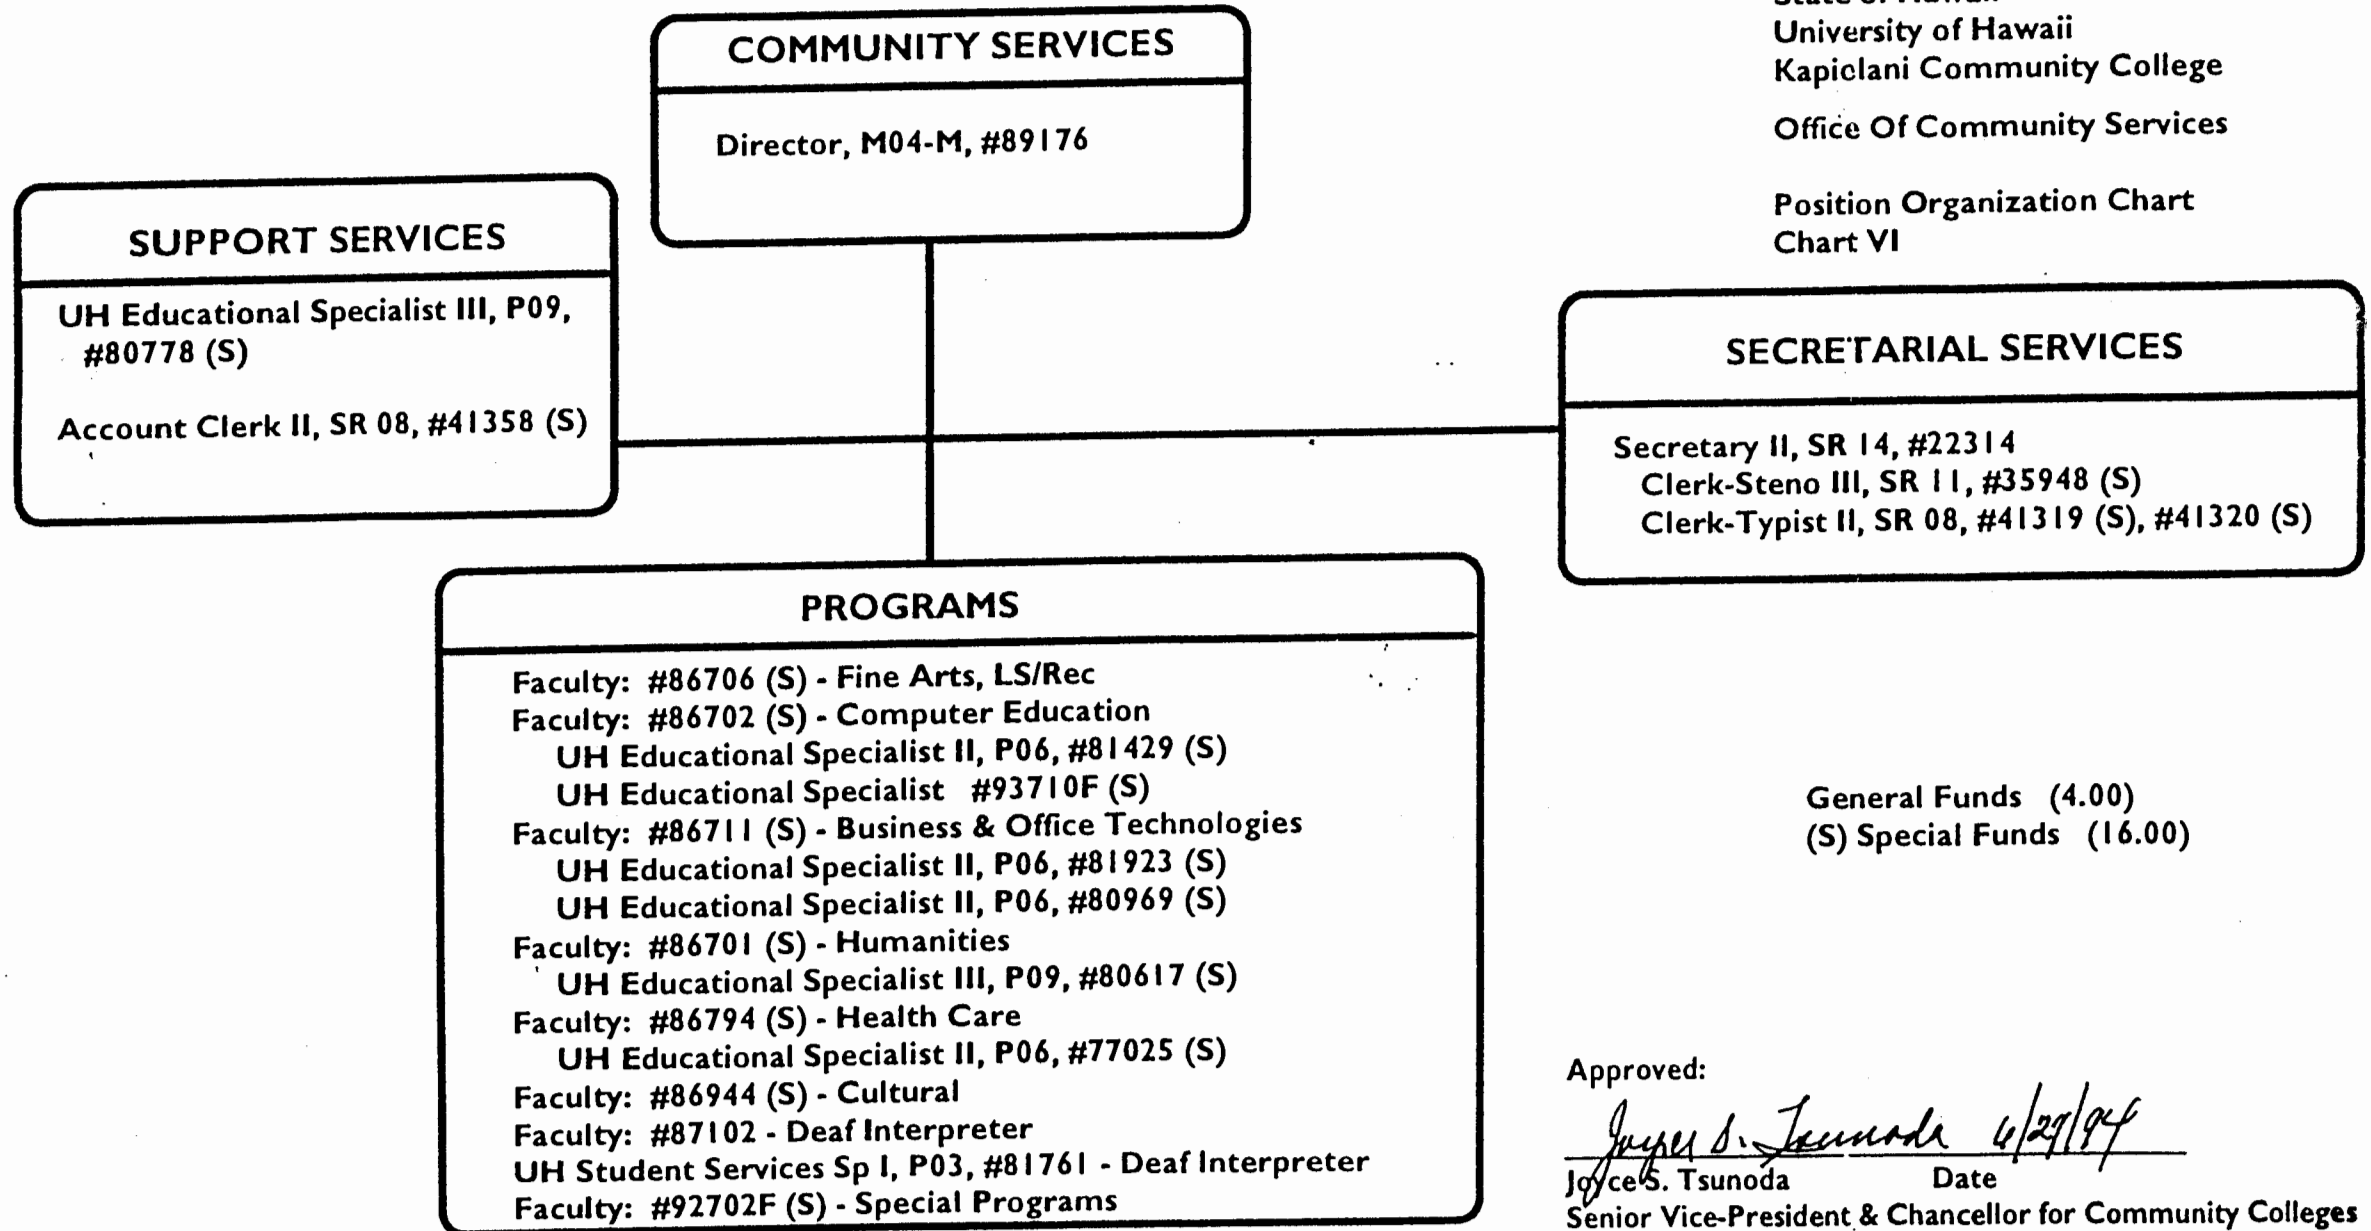 State of Hawaii
University of Hawaii
Kapiclani Community College
Office Of Community Services
Position Organization Chart
Chart VI
COMMUNITY SERVICES
Director, M04-M, #89176
SUPPORT SERVICES
UH Educational Specialist III, P09,
#80778 (S)
Account Clerk II, SR 08, #41358 (S)
SECRETARIAL SERVICES
Secretary II, SR 14, #22314
Clerk-Steno III, SR 11, #35948 (S)
Clerk-Typist II, SR 08, #41319 (S), #41320 (S)
PROGRAMS
Faculty: #86706 (S) - Fine Arts, LS/Rec
Faculty: #86702 (S) - Computer Education
UH Educational Specialist II, P06, #81429 (S)
UH Educational Specialist #93710F (S)
Faculty: #86711 (S) - Business & Office Technologies
UH Educational Specialist II, P06, #81923 (S)
UH Educational Specialist II, P06, #80969 (S)
Faculty: #86701 (S) - Humanities
UH Educational Specialist III, P09, #80617 (S)
Faculty: #86794 (S) - Health Care
UH Educational Specialist II, P06, #77025 (S)
Faculty: #86944 (S) - Cultural
Faculty: #87102 - Deaf Interpreter
UH Student Services Sp I, P03, #81761 - Deaf Interpreter
Faculty: #92702F (S) - Special Programs
General Funds (4.00)
(S) Special Funds (16.00)
Approved:
Joyce S. Tsunoda 6/29/94
Joyce S. Tsunoda Date
Senior Vice-President & Chancellor for Community Colleges